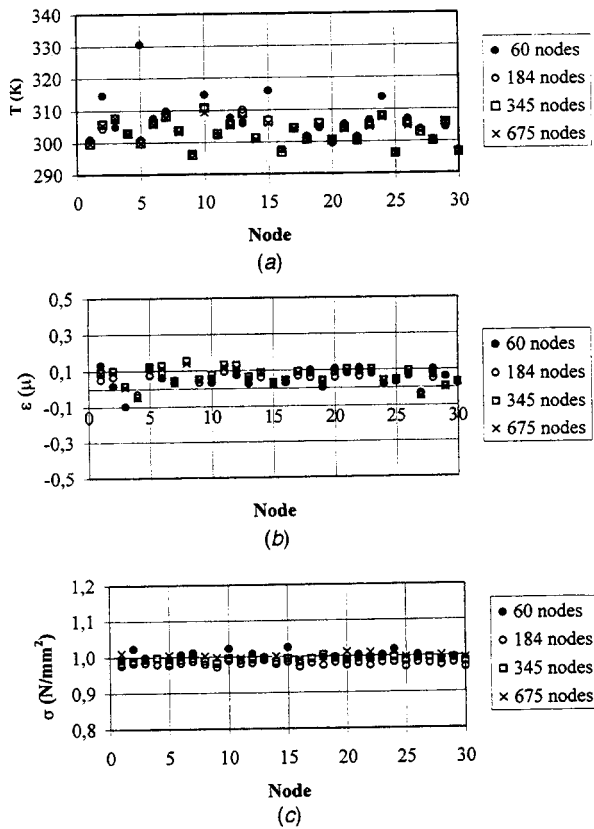 T (K)
340
330
320
310
300
290
0 5 10 15 20 25 30
Node
● 60 nodes
○ 184 nodes
□ 345 nodes
× 675 nodes
(a)
ε (μ)
0,5
0,3
0,1
-0,1
-0,3
-0,5
0 5 10 15 20 25 30
Node
● 60 nodes
○ 184 nodes
□ 345 nodes
× 675 nodes
(b)
σ (N/mm²)
1,2
1,1
1,0
0,9
0,8
0 5 10 15 20 25 30
Node
● 60 nodes
○ 184 nodes
□ 345 nodes
× 675 nodes
(c)